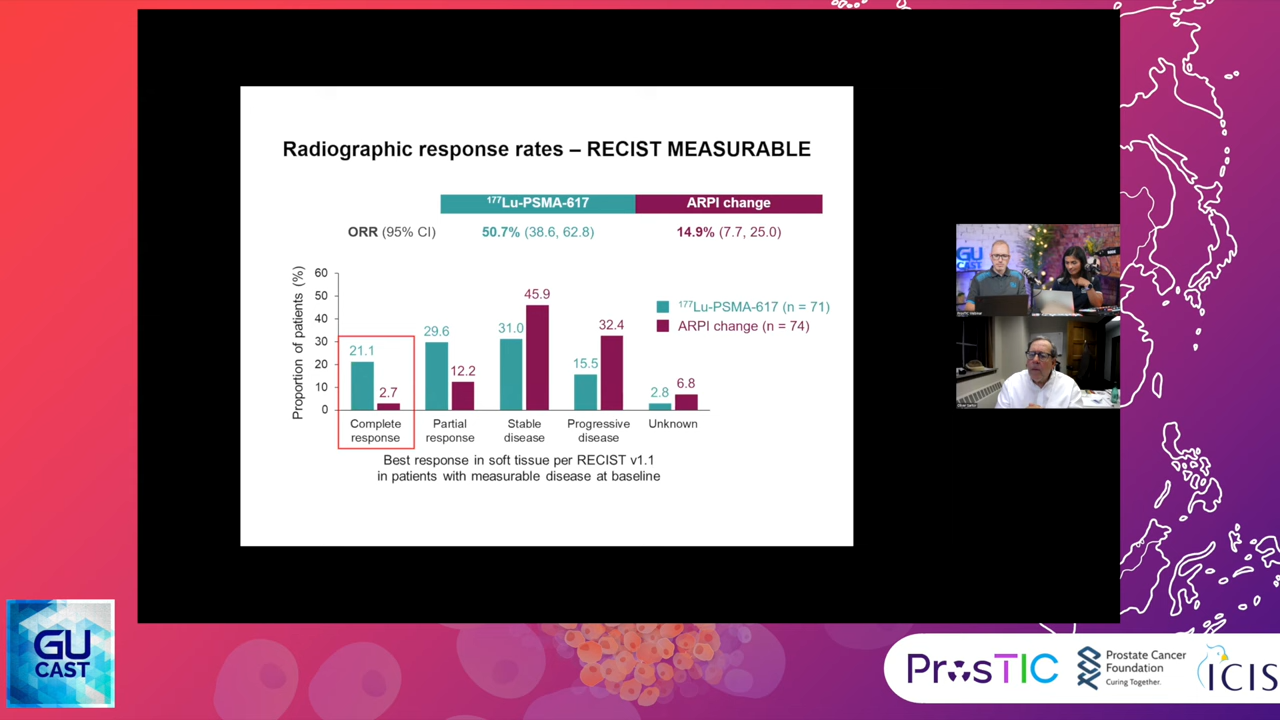 Radiographic response rates – RECIST MEASURABLE
¹⁷⁷Lu-PSMA-617
ARPI change
ORR (95% CI)
50.7% (38.6, 62.8)
14.9% (7.7, 25.0)
Proportion of patients (%)
60
50
40
30
20
10
0
21.1
2.7
29.6
12.2
31.0
45.9
15.5
32.4
2.8
6.8
¹⁷⁷Lu-PSMA-617 (n = 71)
ARPI change (n = 74)
Complete
response
Partial
response
Stable
disease
Progressive
disease
Unknown
Best response in soft tissue per RECIST v1.1
in patients with measurable disease at baseline
GU
CAST
GU
CAST
ProsTIC
Prostate Cancer
Foundation
Curing Together.
ICIS